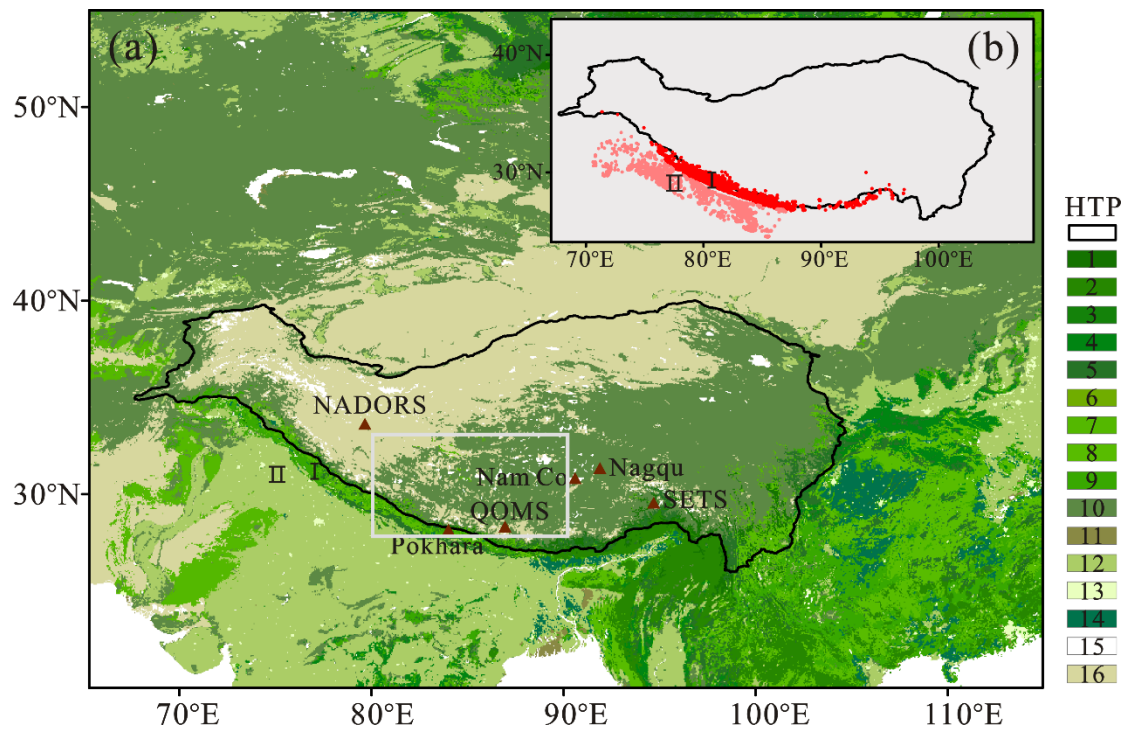 (a)
(b)
40°N
30°N
I
II
70°E
80°E
90°E
100°E
50°N
40°N
30°N
NADORS
II
I
Nam Co
Nagqu
QOMS
SETS
Pokhara
70°E
80°E
90°E
100°E
110°E
HTP
1
2
3
4
5
6
7
8
9
10
11
12
13
14
15
16